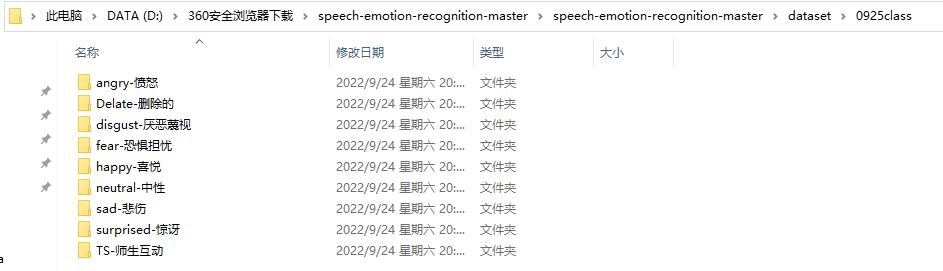 此电脑 > DATA (D:) > 360安全浏览器下载 > speech-emotion-recognition-master > speech-emotion-recognition-master > dataset > 0925class
名称 修改日期 类型 大小
angry-愤怒 2022/9/24 星期六 20:... 文件夹
Delate-删除的 2022/9/24 星期六 20:... 文件夹
disgust-厌恶蔑视 2022/9/24 星期六 20:... 文件夹
fear-恐惧担忧 2022/9/24 星期六 20:... 文件夹
happy-喜悦 2022/9/24 星期六 20:... 文件夹
neutral-中性 2022/9/24 星期六 20:... 文件夹
sad-悲伤 2022/9/24 星期六 20:... 文件夹
surprised-惊讶 2022/9/24 星期六 20:... 文件夹
TS-师生互动 2022/9/24 星期六 20:... 文件夹